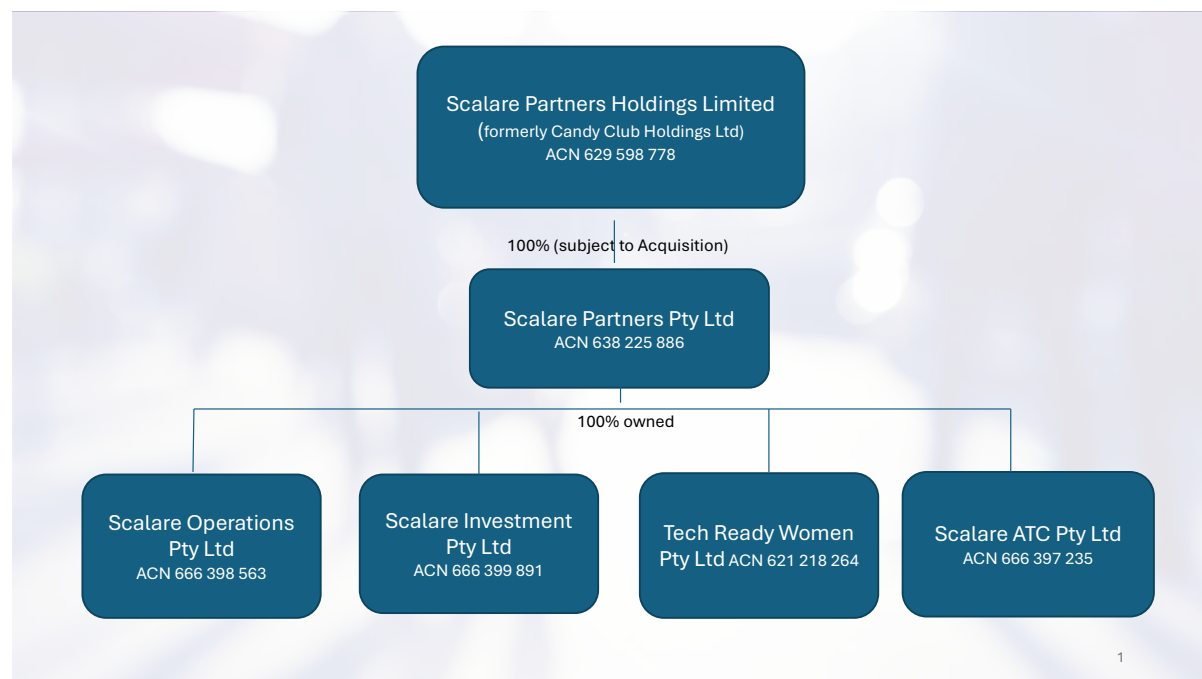 Scalare Partners Holdings Limited
(formerly Candy Club Holdings Ltd)
ACN 629 598 778
100% (subject to Acquisition)
Scalare Partners Pty Ltd
ACN 638 225 886
100% owned
Scalare Operations
Pty Ltd
ACN 666 398 563
Scalare Investment
Pty Ltd
ACN 666 399 891
Tech Ready Women
Pty Ltd ACN 621 218 264
Scalare ATC Pty Ltd
ACN 666 397 235
1